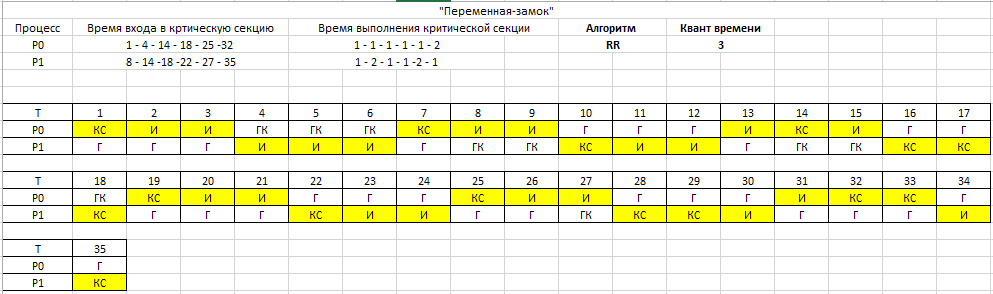 "Переменная-замок"
Процесс Время входа в кртическую секцию Время выполнения критической секции Алгоритм Квант времени
P0 1 - 4 - 14 - 18 - 25 -32 1 - 1 - 1 - 1 - 1 - 2 RR 3
P1 8 - 14 -18 -22 - 27 - 35 1 - 2 - 1 - 1 -2 - 1
Т 1 2 3 4 5 6 7 8 9 10 11 12 13 14 15 16 17
P0 КС И И ГК ГК ГК КС И И Г Г Г И КС И Г Г
P1 Г Г Г И И И Г ГК ГК КС И И Г ГК ГК КС КС
Т 18 19 20 21 22 23 24 25 26 27 28 29 30 31 32 33 34
P0 ГК КС И И Г Г Г КС И И Г Г Г И КС КС Г
P1 КС Г Г Г КС И И Г Г ГК КС КС И Г Г Г И
Т 35
P0 Г
P1 КС